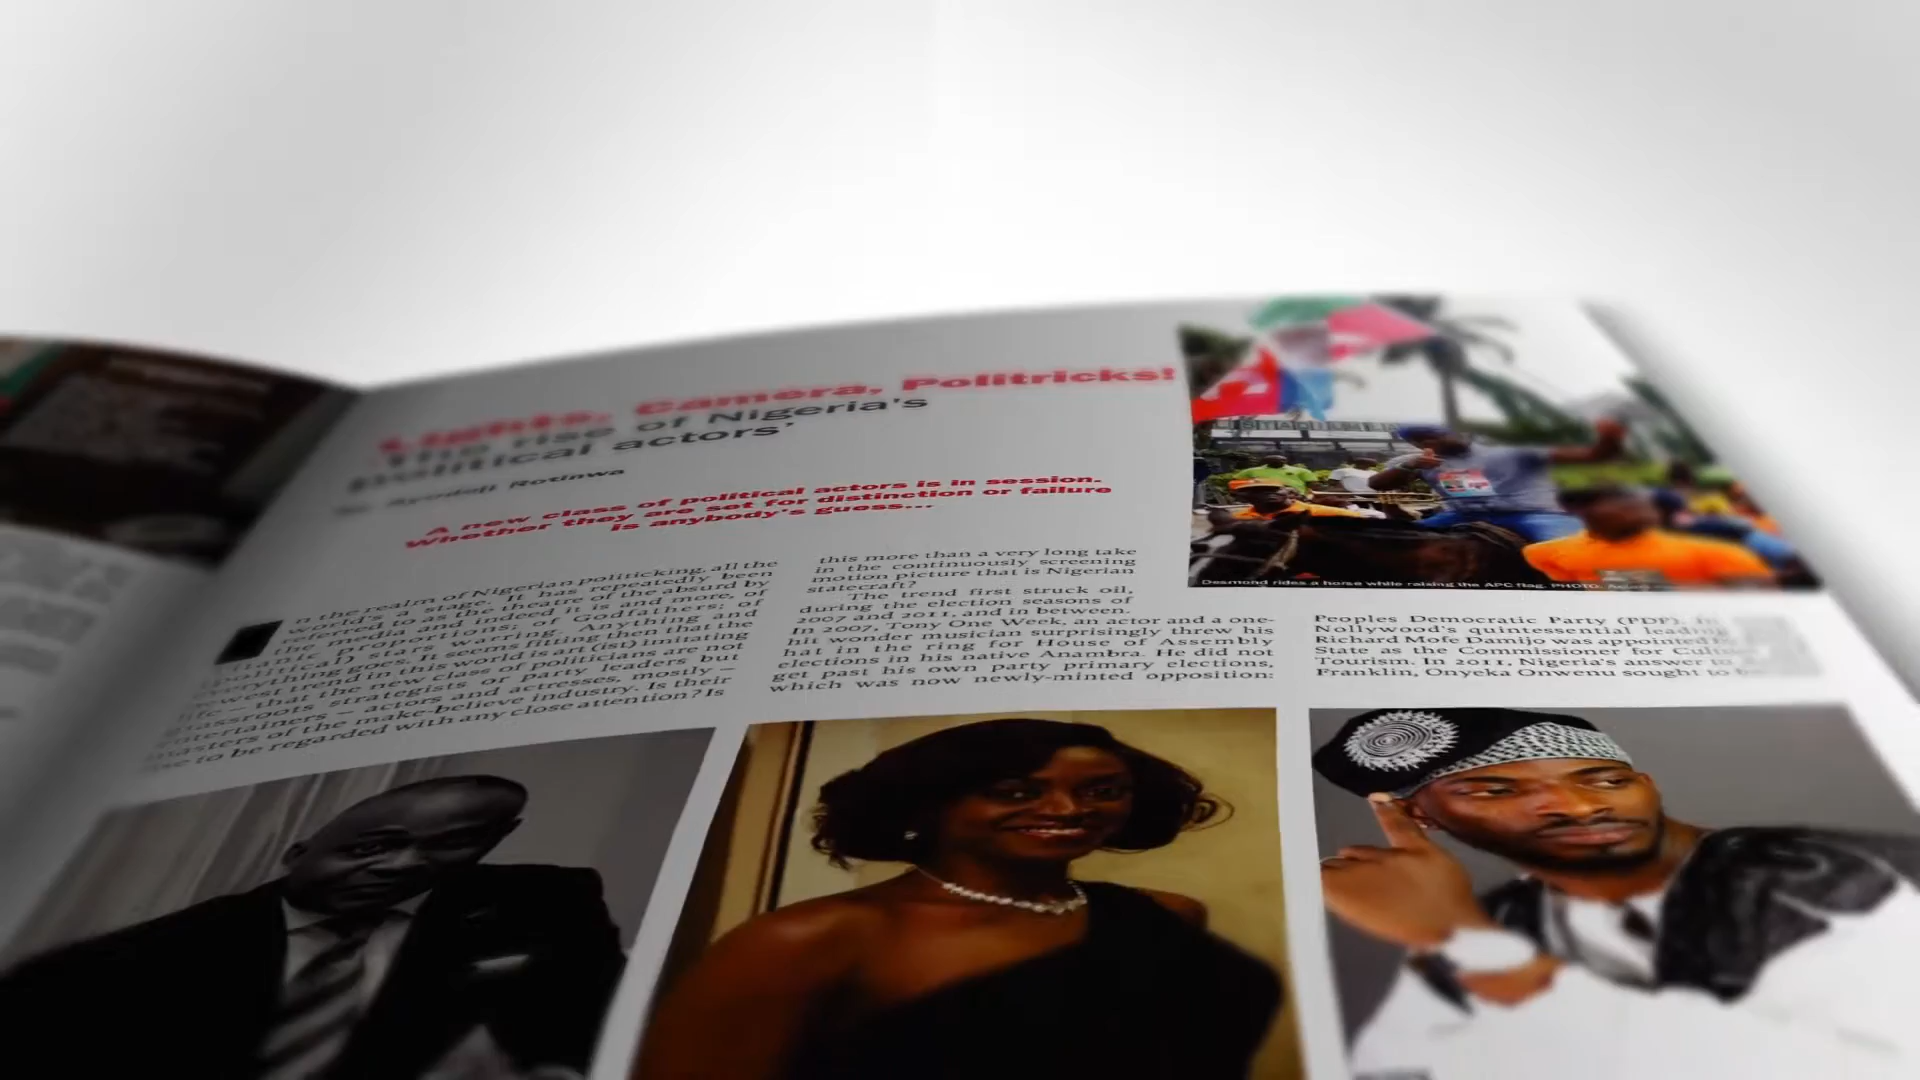 Lights, Camera, Politricks!
The rise of Nigeria's
political actors'
By Ayodeji Rotinwa
A new class of political actors is in session.
Whether they are set for distinction or failure
is anybody's guess...
n the realm of Nigerian politicking, all the
world's a stage. It has repeatedly been
referred to as the theatre of the absurd by
the media and indeed it is and more, of
titanic proportions; of Godfathers; of
(political) stars warring. Anything and
everything goes. It seems fitting then that the
newest trend in this world is art (ist) imitating
life — that the new class of politicians are not
grassroots strategists or party leaders but
entertainers — actors and actresses, mostly —
masters of the make-believe industry. Is their
rise to be regarded with any close attention? Is
this more than a very long take
in the continuously screening
motion picture that is Nigerian
statecraft?
The trend first struck oil,
during the election seasons of
2007 and 2011, and in between.
In 2007, Tony One Week, an actor and a one-
hit wonder musician surprisingly threw his
hat in the ring for House of Assembly
elections in his native Anambra. He did not
get past his own party primary elections,
which was now newly-minted opposition:
Desmond rides a horse while raising the APC flag. PHOTO:
Peoples Democratic Party (PDP). In
Nollywood's quintessential leading
Richard Mofe Damijo was appointed
State as the Commissioner for Culture
Tourism. In 2011, Nigeria's answer to
Franklin, Onyeka Onwenu sought to